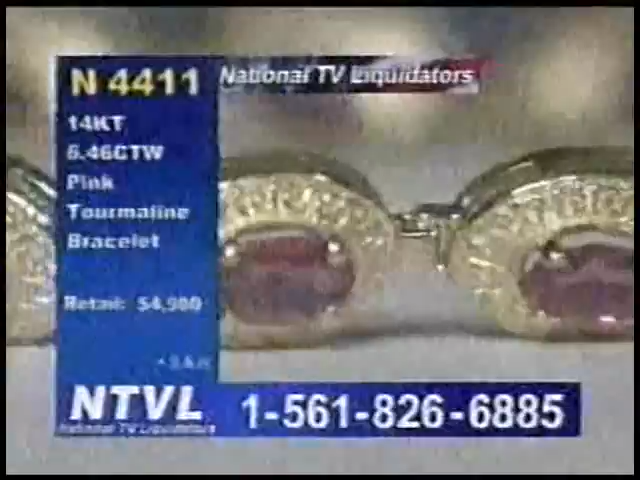 N 4411
National TV Liquidators
14KT
6.46CTW
Pink
Tourmaline
Bracelet
Retail: $4,900
NTVL
National TV Liquidators
1-561-826-6885